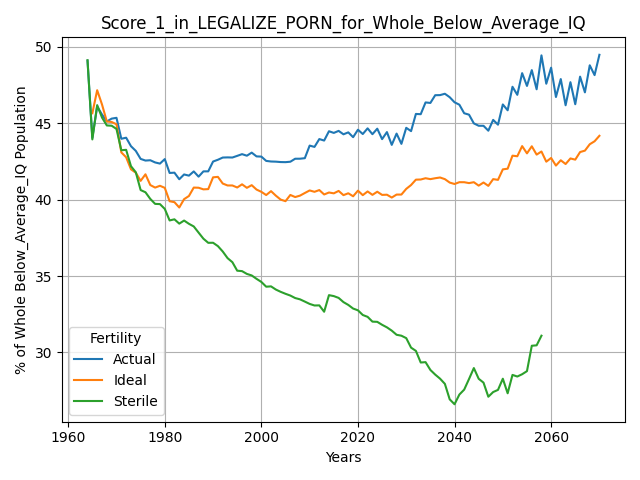 Score_1_in_LEGALIZE_PORN_for_Whole_Below_Average_IQ
% of Whole Below_Average_IQ Population
50
45
40
35
30
Fertility
Actual
Ideal
Sterile
1960 1980 2000 2020 2040 2060
Years